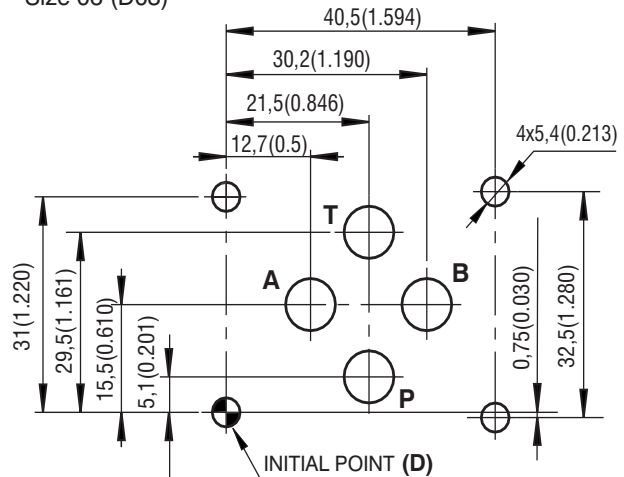 Size 06 (D03)
40,5(1.594)
30,2(1.190)
21,5(0.846)
12,7(0.5)
4x5,4(0.213)
T
A
B
P
31(1.220)
29,5(1.161)
15,5(0.610)
5,1(0.201)
0,75(0.030)
32,5(1.280)
INITIAL POINT (D)